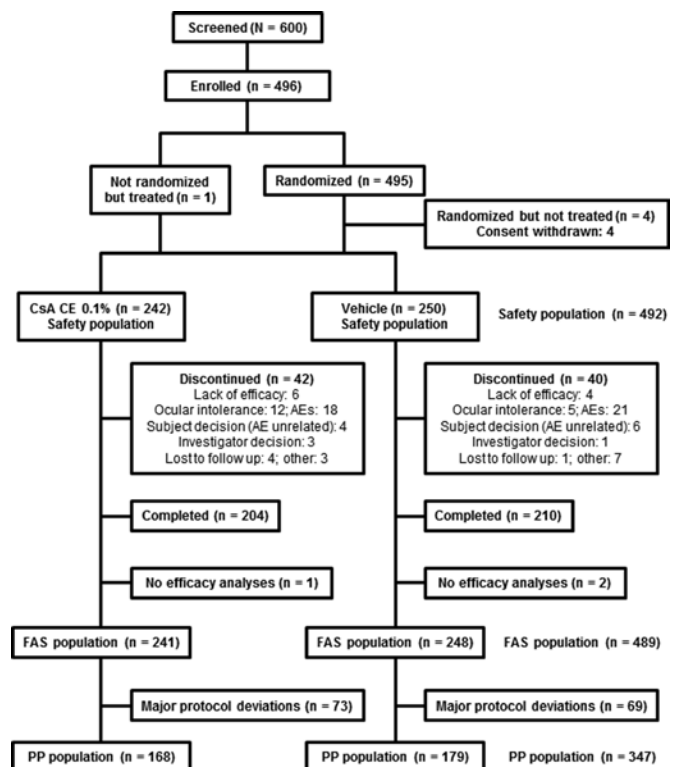 Screened (N = 600)
Enrolled (n = 496)
Not randomized
but treated (n = 1)
Randomized (n = 495)
Randomized but not treated (n = 4)
Consent withdrawn: 4
CsA CE 0.1% (n = 242)
Safety population
Vehicle (n = 250)
Safety population
Safety population (n = 492)
Discontinued (n = 42)
Lack of efficacy: 6
Ocular intolerance: 12; AEs: 18
Subject decision (AE unrelated): 4
Investigator decision: 3
Lost to follow up: 4; other: 3
Discontinued (n = 40)
Lack of efficacy: 4
Ocular intolerance: 5; AEs: 21
Subject decision (AE unrelated): 6
Investigator decision: 1
Lost to follow up: 1; other: 7
Completed (n = 204)
Completed (n = 210)
No efficacy analyses (n = 1)
No efficacy analyses (n = 2)
FAS population (n = 241)
FAS population (n = 248)
FAS population (n = 489)
Major protocol deviations (n = 73)
Major protocol deviations (n = 69)
PP population (n = 168)
PP population (n = 179)
PP population (n = 347)